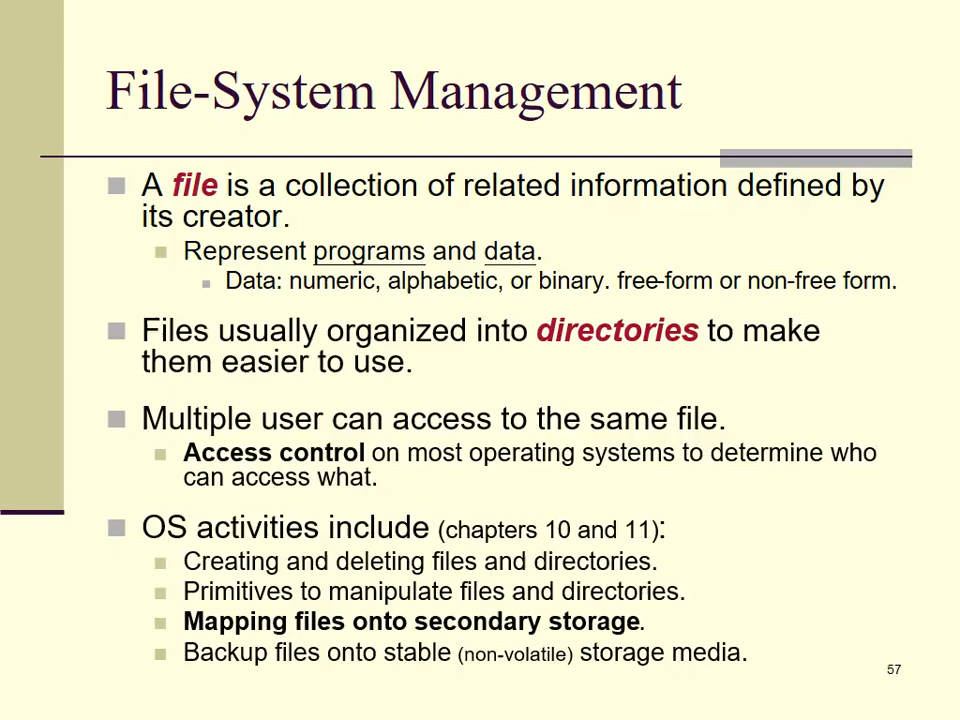 File-System Management
A file is a collection of related information defined by
its creator.
Represent programs and data.
Data: numeric, alphabetic, or binary. free-form or non-free form.
Files usually organized into directories to make
them easier to use.
Multiple user can access to the same file.
Access control on most operating systems to determine who
can access what.
OS activities include (chapters 10 and 11):
Creating and deleting files and directories.
Primitives to manipulate files and directories.
Mapping files onto secondary storage.
Backup files onto stable (non-volatile) storage media.
57